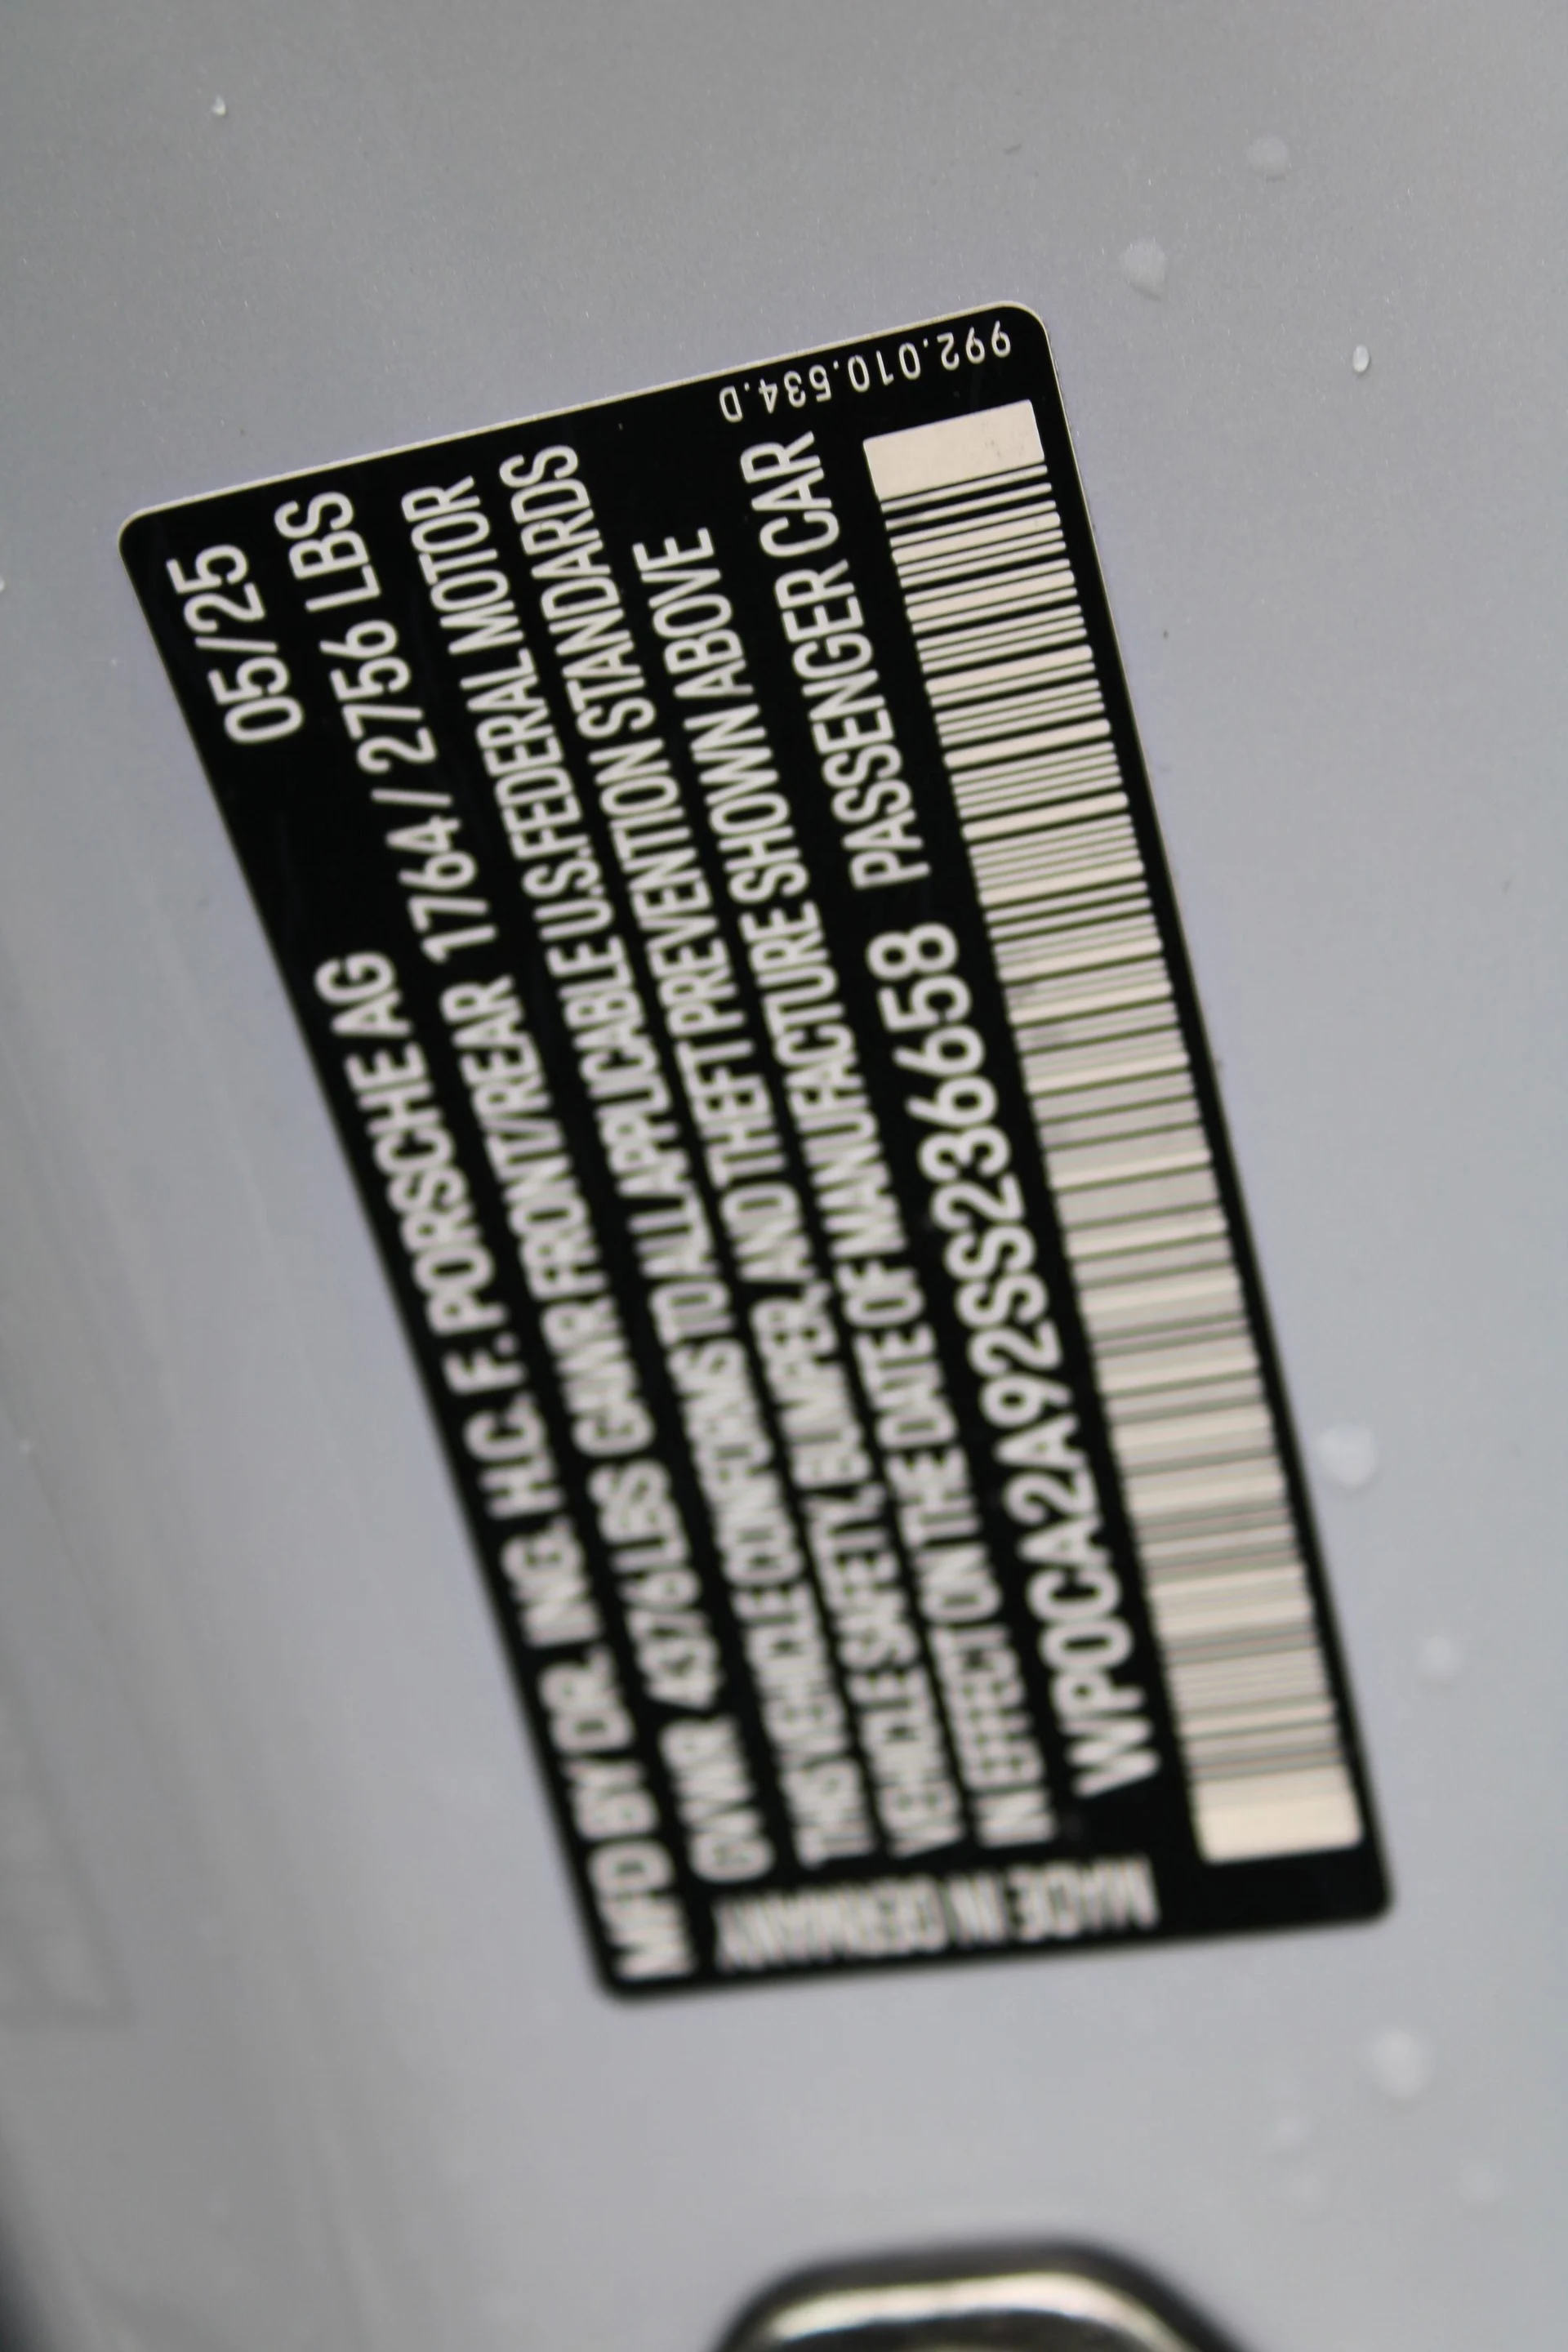 MFD BY DR. ING. H.C. F. PORSCHE AG 05/25
GVWR 4376 LBS GAWR FRONT/REAR 1764 / 2756 LBS
THIS VEHICLE CONFORMS TO ALL APPLICABLE U.S.FEDERAL MOTOR
VEHICLE SAFETY, BUMPER, AND THEFT PREVENTION STANDARDS
IN EFFECT ON THE DATE OF MANUFACTURE SHOWN ABOVE
WP0CA2A92SS236658 PASSENGER CAR
MADE IN GERMANY
992.010.534.D